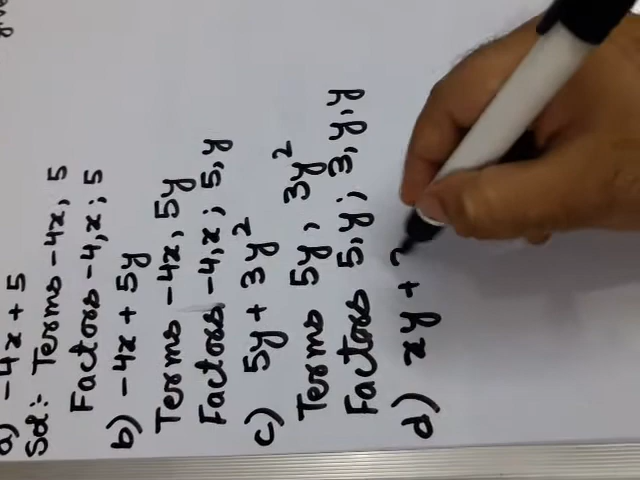 a) -4x + 5
Sol:- Terms -4x, 5
Factors -4, x ; 5
b) -4x + 5y
Terms -4x, 5y
Factors -4, x ; 5, y
c) 5y + 3y²
Terms 5y, 3y²
Factors 5, y ; 3, y, y
d) xy +